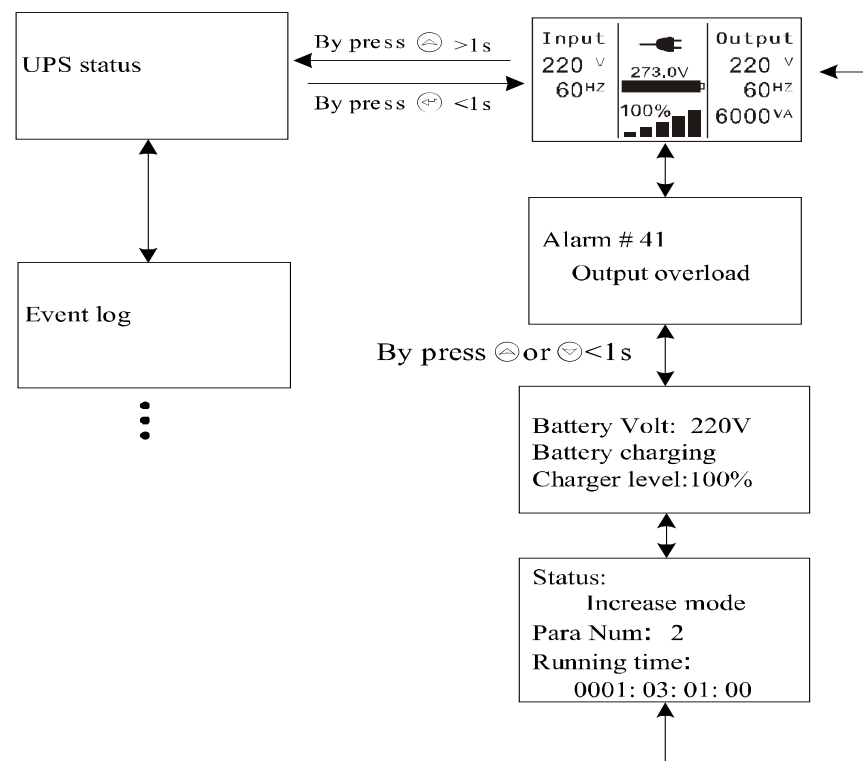 UPS status
By press >1s
By press <1s
Input
220 V
60HZ
273.0V
100%
Output
220 V
60HZ
6000VA
Alarm # 41
Output overload
Event log
By press or <1s
Battery Volt: 220V
Battery charging
Charger level:100%
Status:
Increase mode
Para Num: 2
Running time:
0001: 03: 01: 00